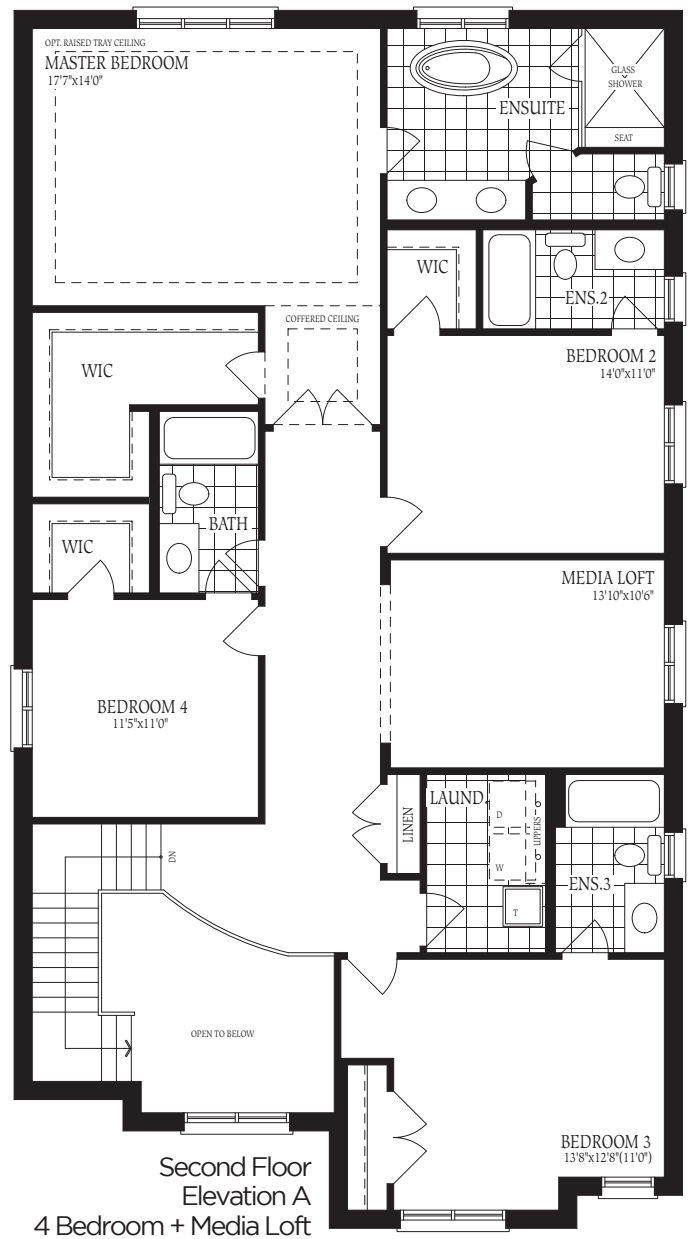 OPT. RAISED TRAY CEILING
MASTER BEDROOM
17'7"x14'0"
GLASS
SHOWER
ENSUITE
SEAT
WIC
ENS.2
COFFERED CEILING
BEDROOM 2
14'0"x11'0"
WIC
BATH
WIC
MEDIA LOFT
13'10"x10'6"
BEDROOM 4
11'5"x11'0"
LINEN
LAUND.
D
UPPERS
W
T
DN
ENS.3
OPEN TO BELOW
BEDROOM 3
13'8"x12'8"(11'0")
Second Floor
Elevation A
4 Bedroom + Media Loft